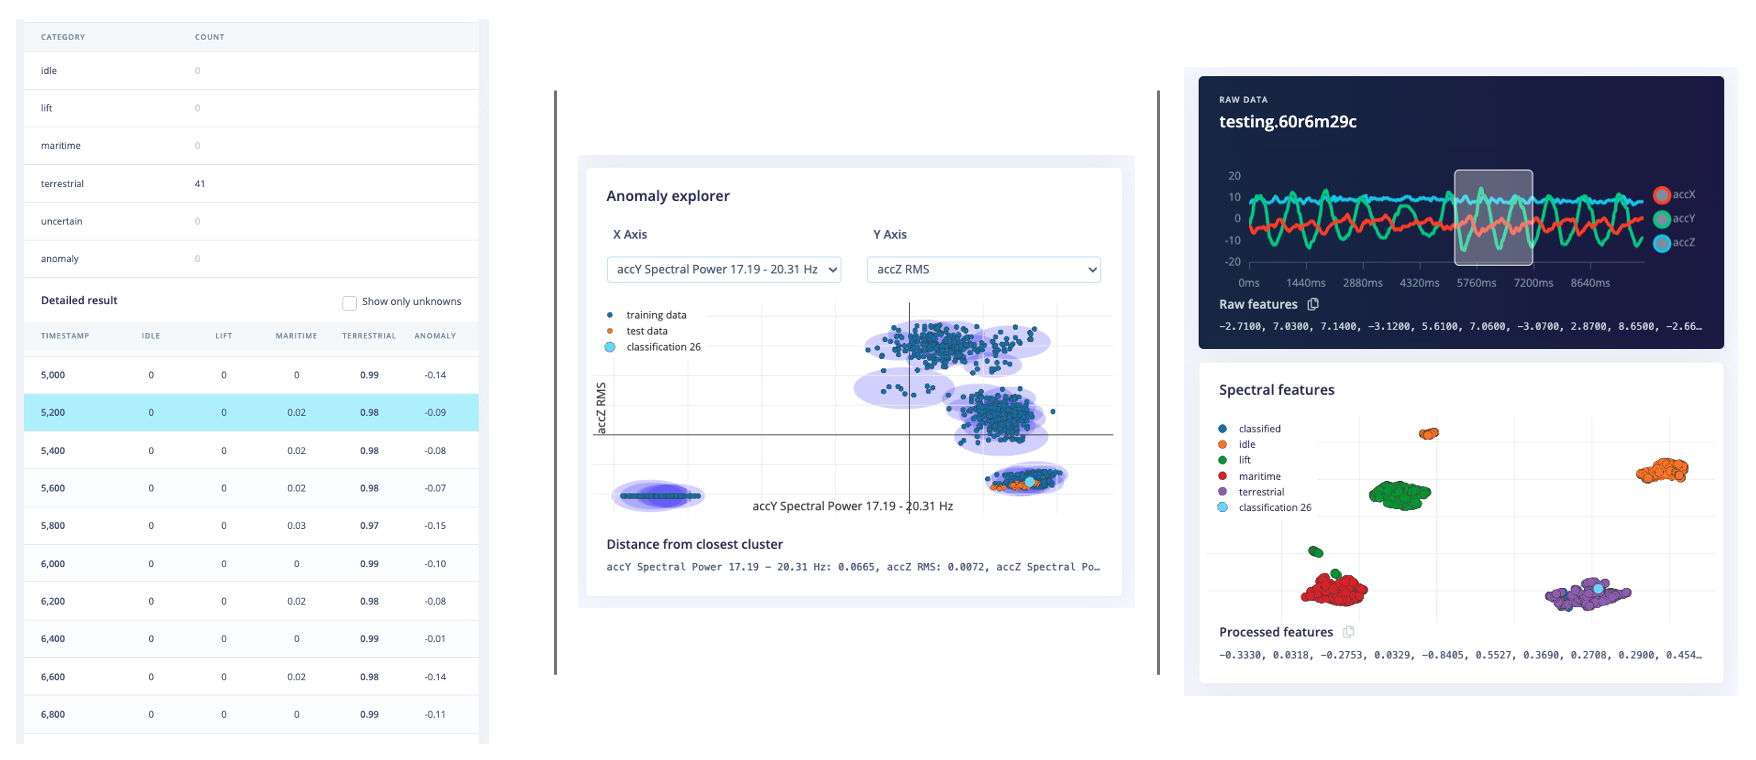 CATEGORY COUNT
idle 0
lift 0
maritime 0
terrestrial 41
uncertain 0
anomaly 0
Detailed result Show only unknowns
TIMESTAMP IDLE LIFT MARITIME TERRESTRIAL ANOMALY
5,000 0 0 0 0.99 -0.14
5,200 0 0 0.02 0.98 -0.09
5,400 0 0 0.02 0.98 -0.08
5,600 0 0 0.02 0.98 -0.07
5,800 0 0 0.03 0.97 -0.15
6,000 0 0 0 0.99 -0.10
6,200 0 0 0.02 0.98 -0.08
6,400 0 0 0 0.99 -0.01
6,600 0 0 0.02 0.98 -0.14
6,800 0 0 0 0.99 -0.11
Anomaly explorer
X Axis Y Axis
accY Spectral Power 17.19 - 20.31 Hz accZ RMS
training data
test data
classification 26
accZ RMS
accY Spectral Power 17.19 - 20.31 Hz
Distance from closest cluster
accY Spectral Power 17.19 - 20.31 Hz: 0.0665, accZ RMS: 0.0072, accZ Spectral Po…
RAW DATA
testing.60r6m29c
20
10
0
-10
-20
0ms 1440ms 2880ms 4320ms 5760ms 7200ms 8640ms
accX
accY
accZ
Raw features
-2.7100, 7.0300, 7.1400, -3.1200, 5.6100, 7.0600, -3.0700, 2.8700, 8.6500, -2.66…
Spectral features
classified
idle
lift
maritime
terrestrial
classification 26
Processed features
-0.3330, 0.0318, -0.2753, 0.0329, -0.8405, 0.5527, 0.3690, 0.2708, 0.2900, 0.454…